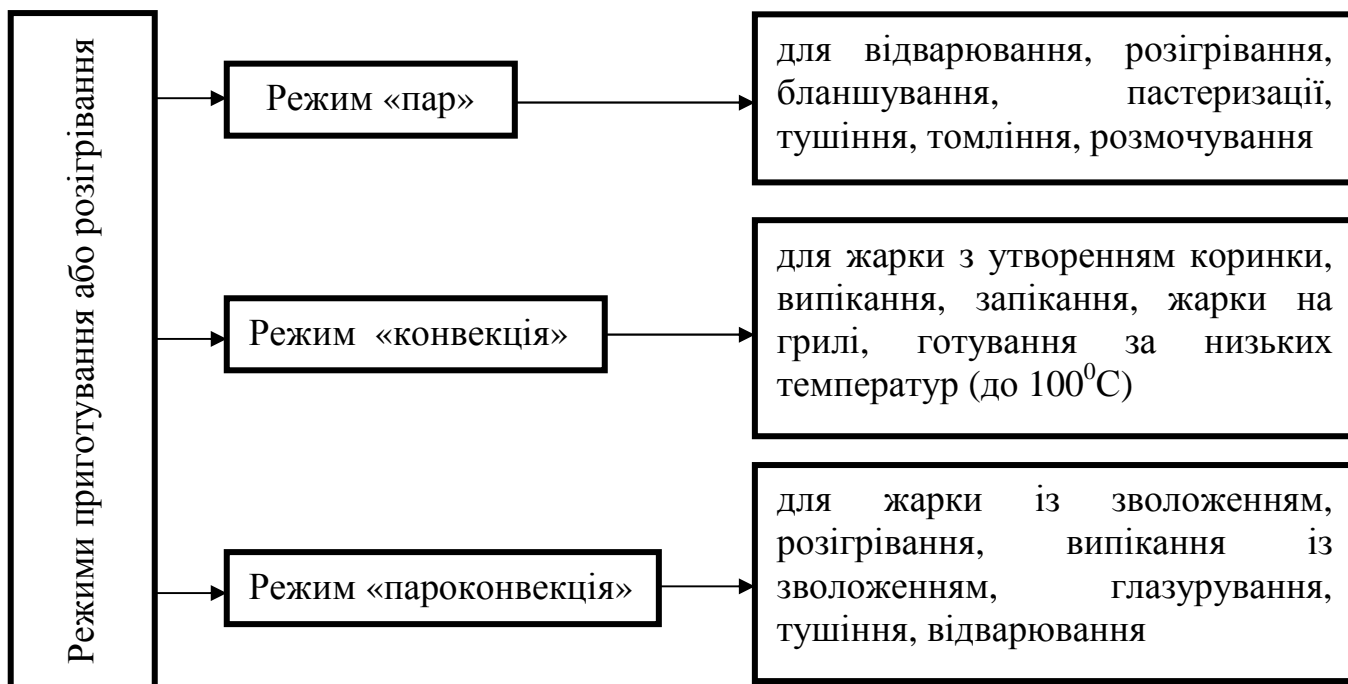 Режими приготування або розігрівання
Режим «пар»
для відварювання, розігрівання,
бланшування, пастеризації,
тушіння, томління, розмочування
Режим «конвекція»
для жарки з утворенням коринки,
випікання, запікання, жарки на
грилі, готування за низьких
температур (до 100⁰С)
Режим «пароконвекція»
для жарки із зволоженням,
розігрівання, випікання із
зволоженням, глазурування,
тушіння, відварювання